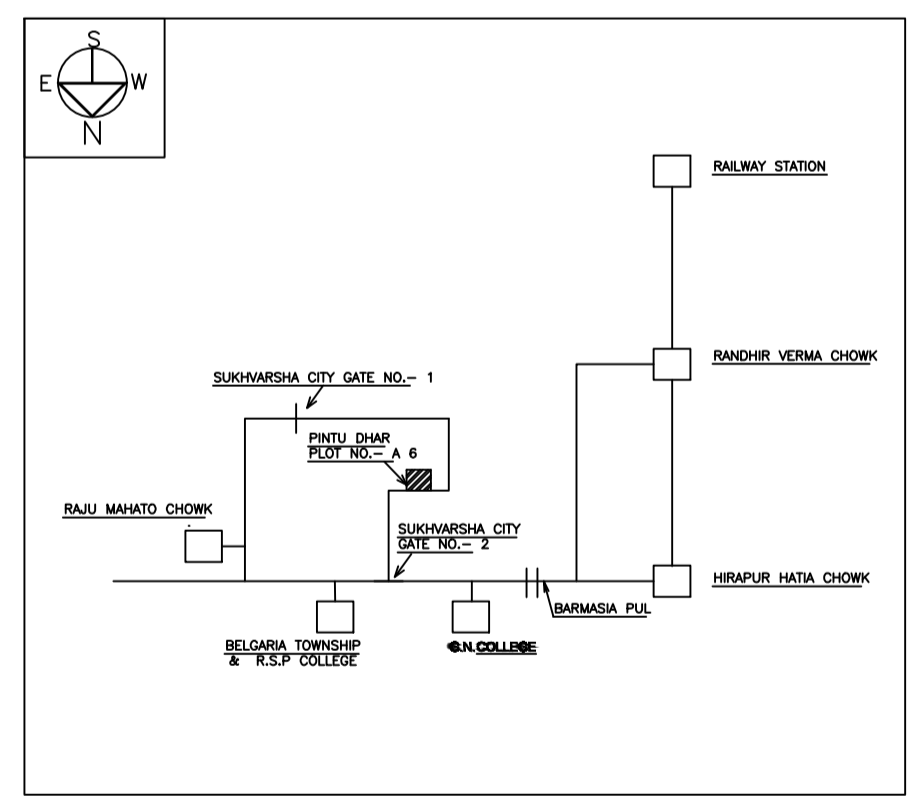 S
E W
N
RAILWAY STATION
RANDHIR VERMA CHOWK
SUKHVARSHA CITY GATE NO.- 1
PINTU DHAR
PLOT NO.- A 6
RAJU MAHATO CHOWK
SUKHVARSHA CITY
GATE NO.- 2
HIRAPUR HATIA CHOWK
BARMASIA PUL
BELGARIA TOWNSHIP
& R.S.P COLLEGE
COLLEGE